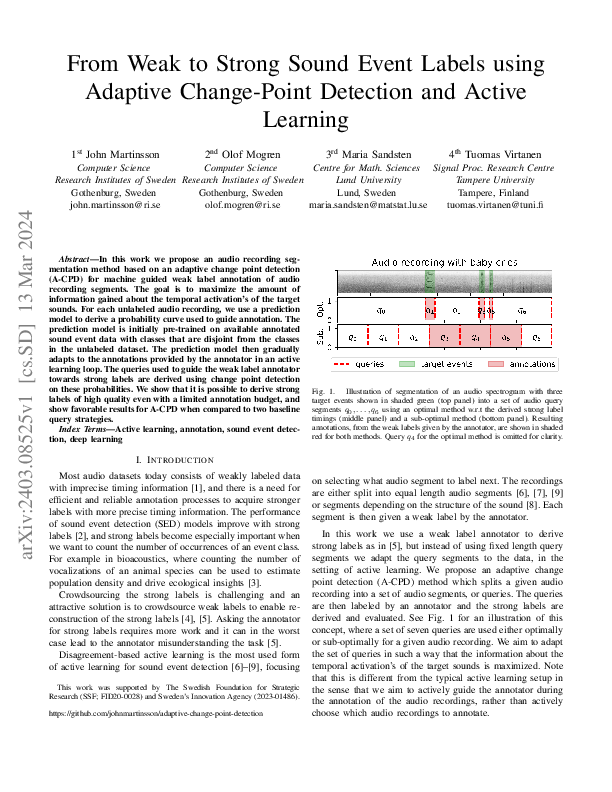 From Weak to Strong Sound Event Labels using
Adaptive Change-Point Detection and Active
Learning
1st John Martinsson
Computer Science
Research Institutes of Sweden
Gothenburg, Sweden
john.martinsson@ri.se
2nd Olof Mogren
Computer Science
Research Institutes of Sweden
Gothenburg, Sweden
olof.mogren@ri.se
3rd Maria Sandsten
Centre for Math. Sciences
Lund University
Lund, Sweden
maria.sandsten@matstat.lu.se
4th Tuomas Virtanen
Signal Proc. Research Centre
Tampere University
Tampere, Finland
tuomas.virtanen@tuni.fi
arXiv:2403.08525v1 [cs.SD] 13 Mar 2024
Abstract—In this work we propose an audio recording seg-
mentation method based on an adaptive change point detection
(A-CPD) for machine guided weak label annotation of audio
recording segments. The goal is to maximize the amount of
information gained about the temporal activation's of the target
sounds. For each unlabeled audio recording, we use a prediction
model to derive a probability curve used to guide annotation. The
prediction model is initially pre-trained on available annotated
sound event data with classes that are disjoint from the classes
in the unlabeled dataset. The prediction model then gradually
adapts to the annotations provided by the annotator in an active
learning loop. The queries used to guide the weak label annotator
towards strong labels are derived using change point detection
on these probabilities. We show that it is possible to derive strong
labels of high quality even with a limited annotation budget, and
show favorable results for A-CPD when compared to two baseline
query strategies.
Index Terms—Active learning, annotation, sound event detec-
tion, deep learning
I. Introduction
Most audio datasets today consists of weakly labeled data
with imprecise timing information [1], and there is a need for
efficient and reliable annotation processes to acquire stronger
labels with more precise timing information. The performance
of sound event detection (SED) models improve with strong
labels [2], and strong labels become especially important when
we want to count the number of occurrences of an event class.
For example in bioacoustics, where counting the number of
vocalizations of an animal species can be used to estimate
population density and drive ecological insights [3].
Crowdsourcing the strong labels is challenging and an
attractive solution is to crowdsource weak labels to enable re-
construction of the strong labels [4], [5]. Asking the annotator
for strong labels requires more work and it can in the worst
case lead to the annotator misunderstanding the task [5].
Disagreement-based active learning is the most used form
of active learning for sound event detection [6]–[9], focusing
This work was supported by The Swedish Foundation for Strategic
Research (SSF; FID20-0028) and Sweden's Innovation Agency (2023-01486).
https://github.com/johnmartinsson/adaptive-change-point-detection
Audio recording with baby cries
Opt.
Sub.
queries
target events
annotations
Fig. 1. Illustration of segmentation of an audio spectrogram with three
target events shown in shaded green (top panel) into a set of audio query
segments q0, . . . , q6 using an optimal method w.r.t the derived strong label
timings (middle panel) and a sub-optimal method (bottom panel). Resulting
annotations, from the weak labels given by the annotator, are shown in shaded
red for both methods. Query q4 for the optimal method is omitted for clarity.
on selecting what audio segment to label next. The recordings
are either split into equal length audio segments [6], [7], [9]
or segments depending on the structure of the sound [8]. Each
segment is then given a weak label by the annotator.
In this work we use a weak label annotator to derive
strong labels as in [5], but instead of using fixed length query
segments we adapt the query segments to the data, in the
setting of active learning. We propose an adaptive change
point detection (A-CPD) method which splits a given audio
recording into a set of audio segments, or queries. The queries
are then labeled by an annotator and the strong labels are
derived and evaluated. See Fig. 1 for an illustration of this
concept, where a set of seven queries are used either optimally
or sub-optimally for a given audio recording. We aim to adapt
the set of queries in such a way that the information about the
temporal activation's of the target sounds is maximized. Note
that this is different from the typical active learning setup in
the sense that we aim to actively guide the annotator during
the annotation of the audio recordings, rather than actively
choose which audio recordings to annotate.